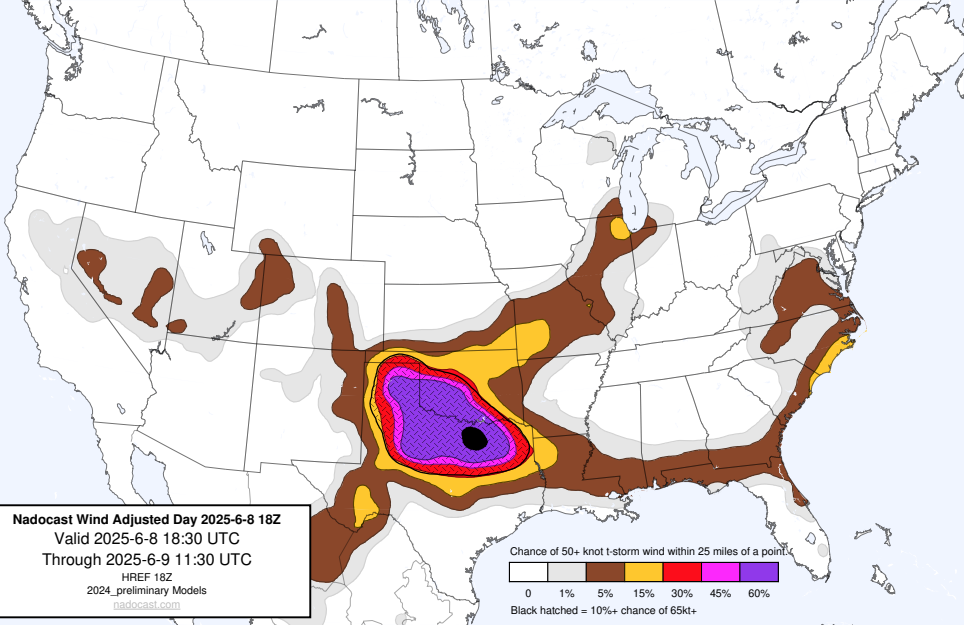 Nadocast Wind Adjusted Day 2025-6-8 18Z
Valid 2025-6-8 18:30 UTC
Through 2025-6-9 11:30 UTC
HREF 18Z
2024_preliminary Models
nadocast.com
Chance of 50+ knot t-storm wind within 25 miles of a point.
0 1% 5% 15% 30% 45% 60%
Black hatched = 10%+ chance of 65kt+